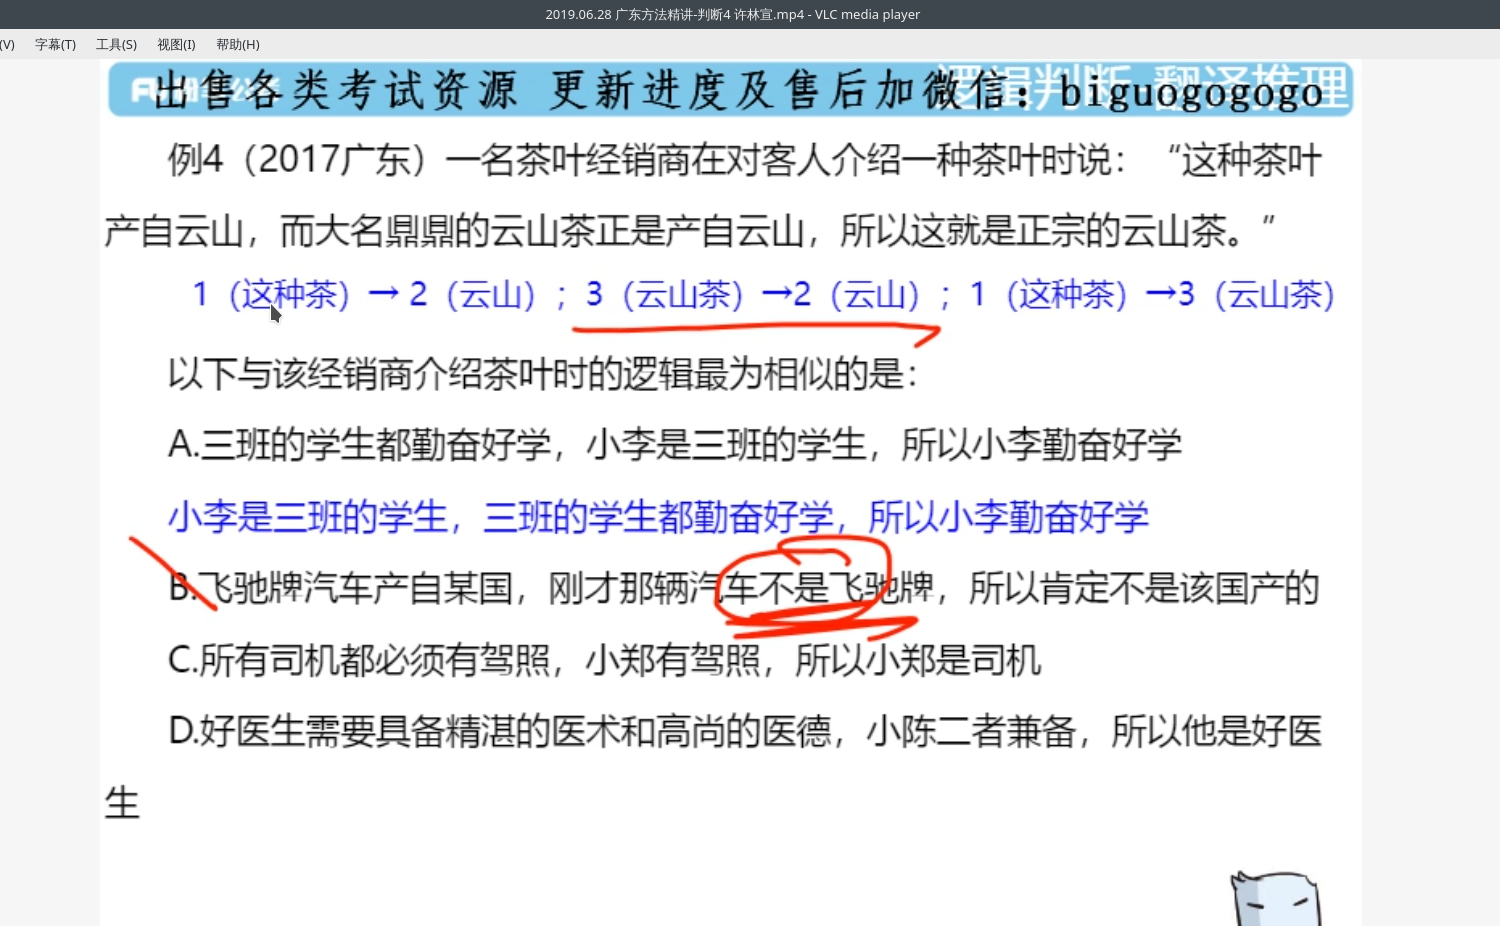 2019.06.28 广东方法精讲-判断4 许林宣.mp4 - VLC media player
(V) 字幕(T) 工具(S) 视图(I) 帮助(H)
逻辑判断 翻译推理
出售各类考试资源 更新进度及售后加微信：biguogogogo
例4（2017广东）一名茶叶经销商在对客人介绍一种茶叶时说：“这种茶叶
产自云山，而大名鼎鼎的云山茶正是产自云山，所以这就是正宗的云山茶。”
1（这种茶）→ 2（云山）；3（云山茶）→2（云山）；1（这种茶）→3（云山茶）
以下与该经销商介绍茶叶时的逻辑最为相似的是：
A.三班的学生都勤奋好学，小李是三班的学生，所以小李勤奋好学
小李是三班的学生，三班的学生都勤奋好学，所以小李勤奋好学
B.飞驰牌汽车产自某国，刚才那辆汽车不是飞驰牌，所以肯定不是该国产的
C.所有司机都必须有驾照，小郑有驾照，所以小郑是司机
D.好医生需要具备精湛的医术和高尚的医德，小陈二者兼备，所以他是好医
生